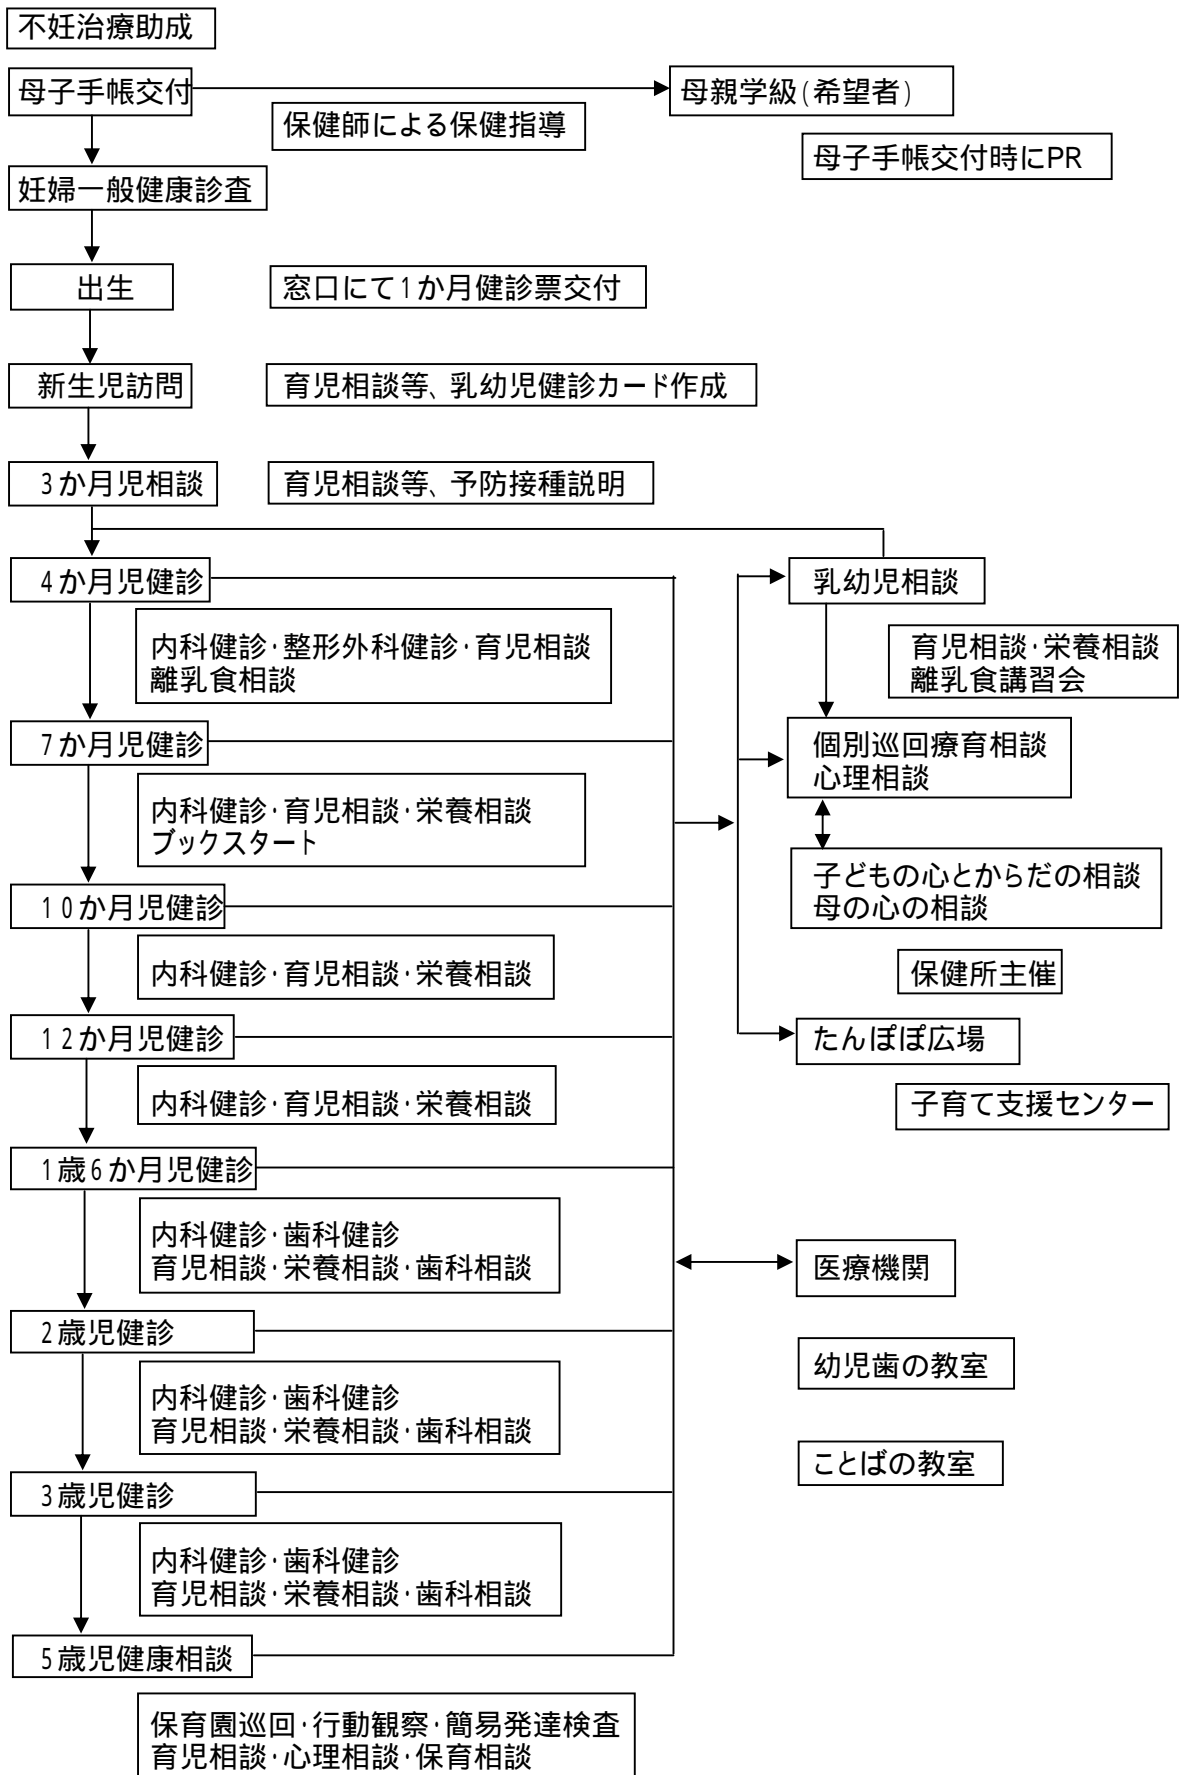 不妊治療助成
母子手帳交付
母親学級(希望者)
保健師による保健指導
母子手帳交付時にPR
妊婦一般健康診査
出生
窓口にて1か月健診票交付
新生児訪問
育児相談等、乳幼児健診カード作成
3か月児相談
育児相談等、予防接種説明
4か月児健診
乳幼児相談
内科健診・整形外科健診・育児相談
離乳食相談
育児相談・栄養相談
離乳食講習会
7か月児健診
個別巡回療育相談
心理相談
内科健診・育児相談・栄養相談
ブックスタート
子どもの心とからだの相談
母の心の相談
10か月児健診
内科健診・育児相談・栄養相談
保健所主催
12か月児健診
たんぽぽ広場
内科健診・育児相談・栄養相談
子育て支援センター
1歳6か月児健診
内科健診・歯科健診
育児相談・栄養相談・歯科相談
医療機関
2歳児健診
幼児歯の教室
内科健診・歯科健診
育児相談・栄養相談・歯科相談
ことばの教室
3歳児健診
内科健診・歯科健診
育児相談・栄養相談・歯科相談
5歳児健康相談
保育園巡回・行動観察・簡易発達検査
育児相談・心理相談・保育相談